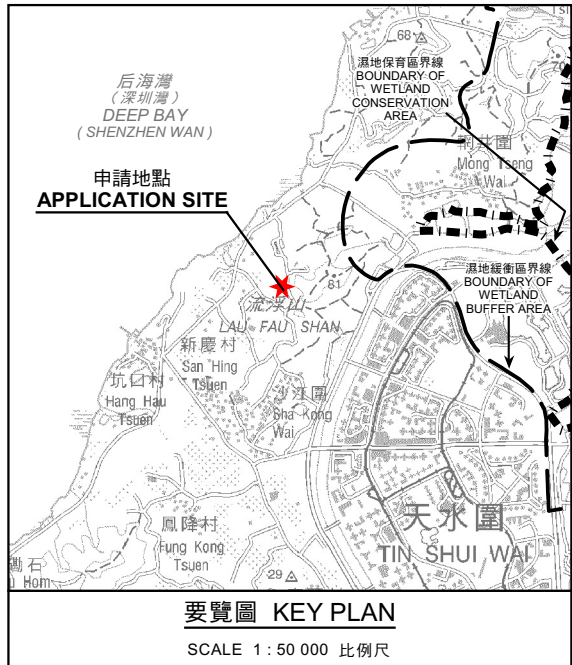 68
后海灣
(深圳灣)
DEEP BAY
( SHENZHEN WAN )
濕地保育區界線
BOUNDARY OF
WETLAND
CONSERVATION
AREA
輞井圍
Mong Tseng
Wai
申請地點
APPLICATION SITE
81
流浮山
LAU FAU SHAN
濕地緩衝區界線
BOUNDARY OF
WETLAND
BUFFER AREA
新慶村
San Hing
Tsuen
坑口村
Hang Hau
Tsuen
沙江圍
Sha Kong
Wai
天水圍
TIN SHUI WAI
鳳降村
Fung Kong
Tsuen
29
要覽圖 KEY PLAN
SCALE 1 : 50 000 比例尺